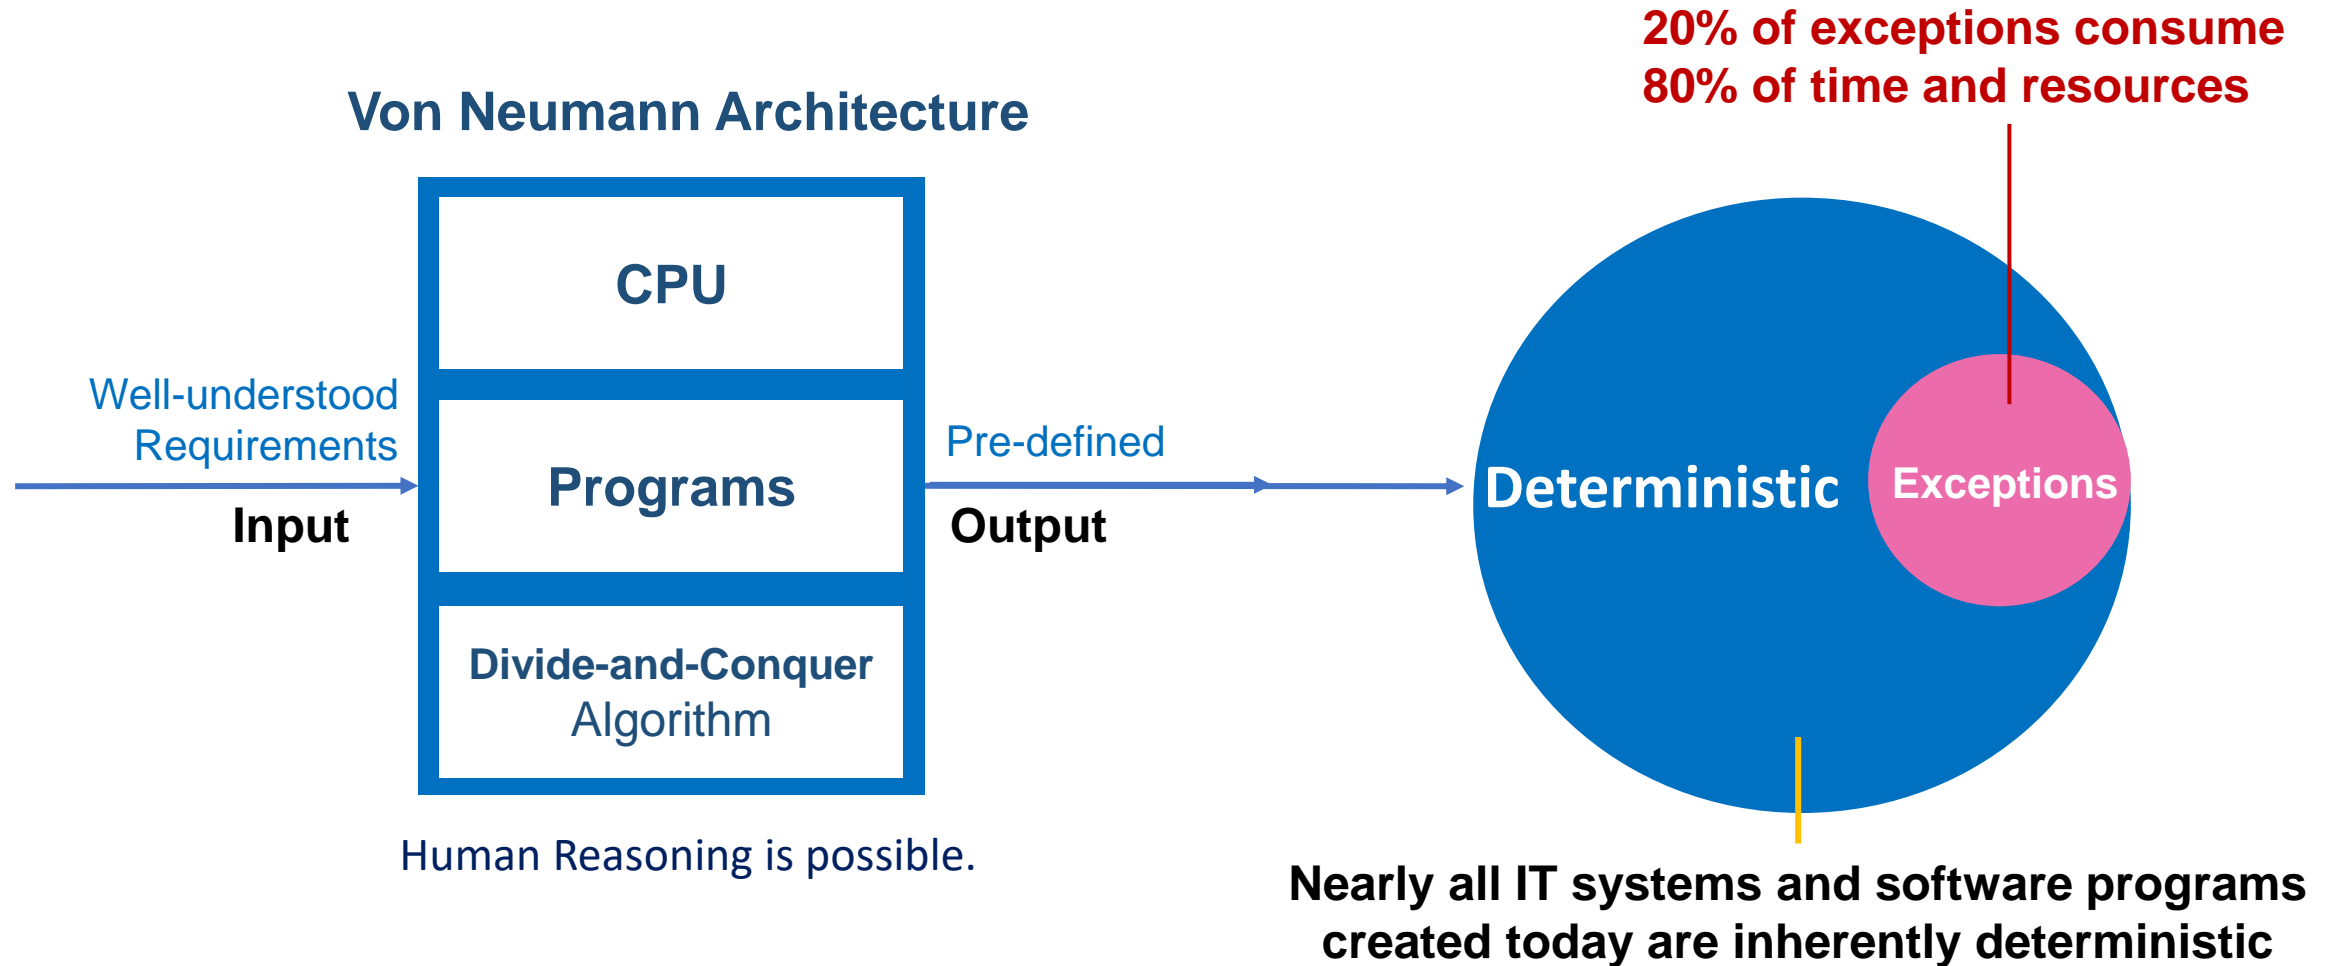 20% of exceptions consume
80% of time and resources
Von Neumann Architecture
CPU
Well-understood
Requirements
Input
Programs
Pre-defined
Output
Deterministic
Exceptions
Divide-and-Conquer
Algorithm
Human Reasoning is possible.
Nearly all IT systems and software programs
created today are inherently deterministic